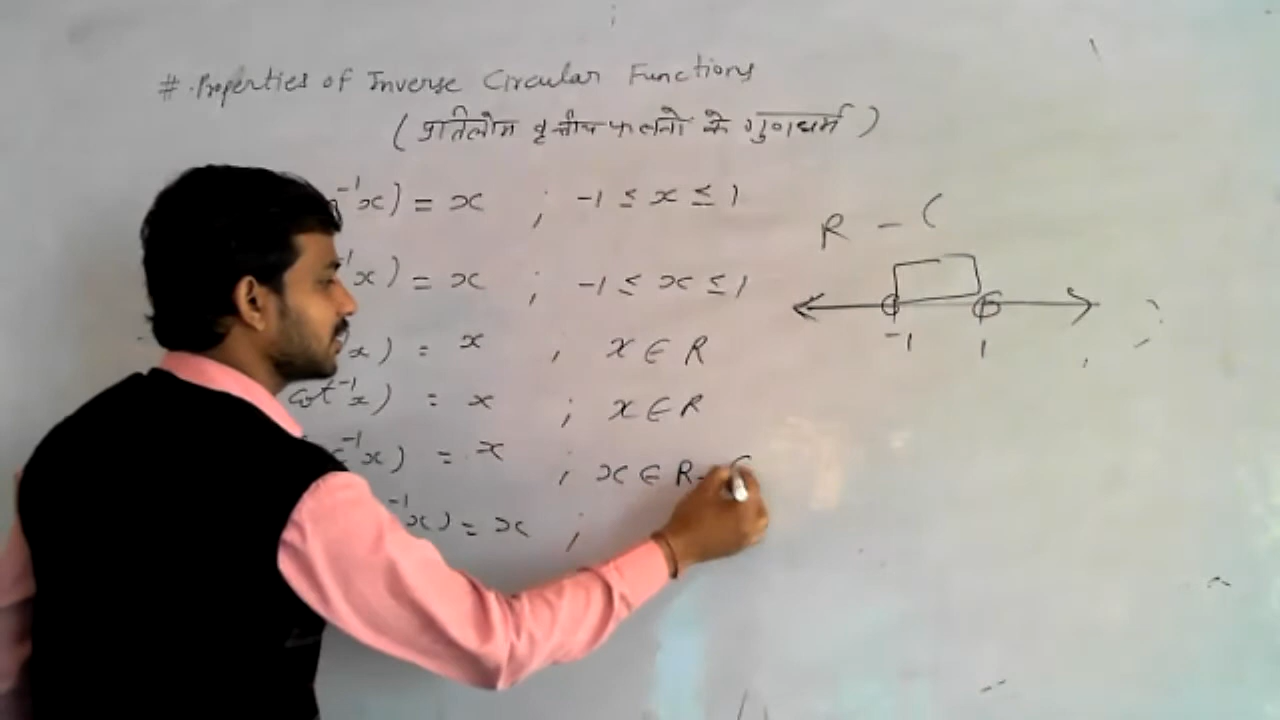 # Properties of Inverse Circular Functions
( प्रतिलोम वृत्तीय फलनो के गुणधर्म )
⁻¹x) = x ; -1 ≤ x ≤ 1
⁻¹x) = x ; -1 ≤ x ≤ 1
x) = x , x ∈ R
cot⁻¹x) = x ; x ∈ R
⁻¹x) = x ; x ∈ R - (
⁻¹x) = x ;
R - (
-1 1